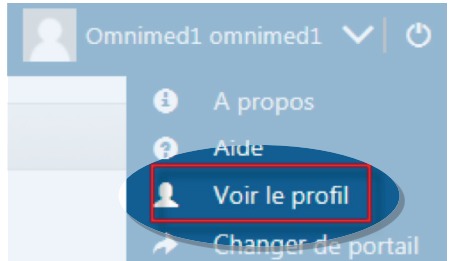 Omnimed1 omnimed1
A propos
Aide
Voir le profil
Changer de portail